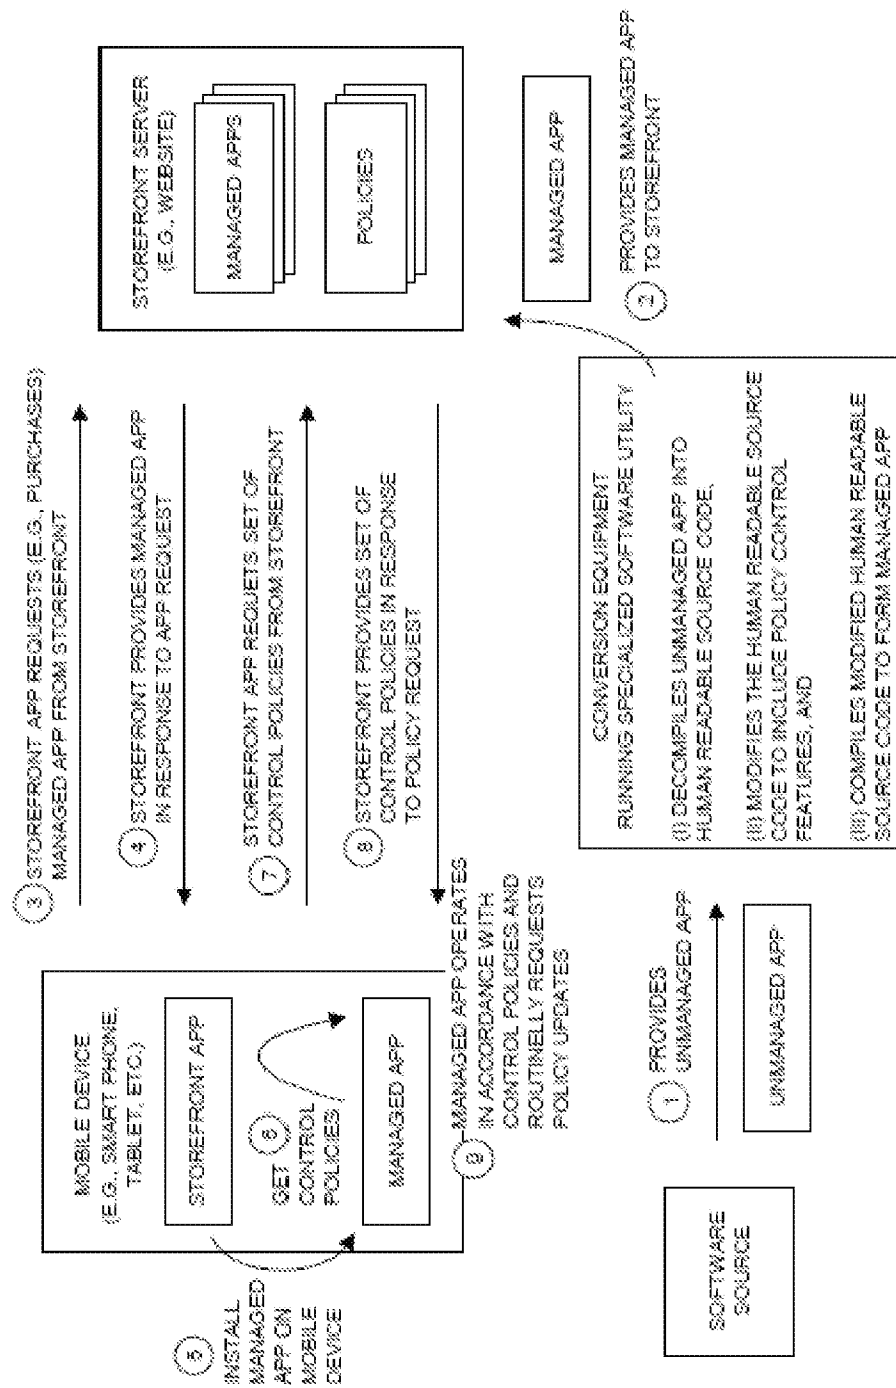 MOBILE DEVICE
(E.G., SMART PHONE,
TABLET, ETC.)
STOREFRONT APP
6
GET
CONTROL
POLICIES
MANAGED APP
5
INSTALL
MANAGED
APP ON
MOBILE
DEVICE
3
STOREFRONT APP REQUESTS (E.G., PURCHASES)
MANAGED APP FROM STOREFRONT
4
STOREFRONT PROVIDES MANAGED APP
IN RESPONSE TO APP REQUEST
7
STOREFRONT APP REQUETS SET OF
CONTROL POLICIES FROM STOREFRONT
8
STOREFRONT PROVIDES SET OF
CONTROL POLICIES IN RESPONSE
TO POLICY REQUEST
9
MANAGED APP OPERATES
IN ACCORDANCE WITH
CONTROL POLICIES AND
ROUTINELLY REQUESTS
POLICY UPDATES
STOREFRONT SERVER
(E.G., WEBSITE)
MANAGED APPS
POLICIES
MANAGED APP
2
PROVIDES MANAGED APP
TO STOREFRONT
SOFTWARE
SOURCE
1
PROVIDES
UNMANAGED APP
UNMANAGED APP
CONVERSION EQUIPMENT
RUNNING SPECIALIZED SOFTWARE UTILITY
(I) DECOMPILES UNMANAGED APP INTO
HUMAN READABLE SOURCE CODE,
(II) MODIFIES THE HUMAN READABLE SOURCE
CODE TO INCLUDE POLICY CONTROL
FEATURES, AND
(III) COMPILES MODIFIED HUMAN READABLE
SOURCE CODE TO FORM MANAGED APP